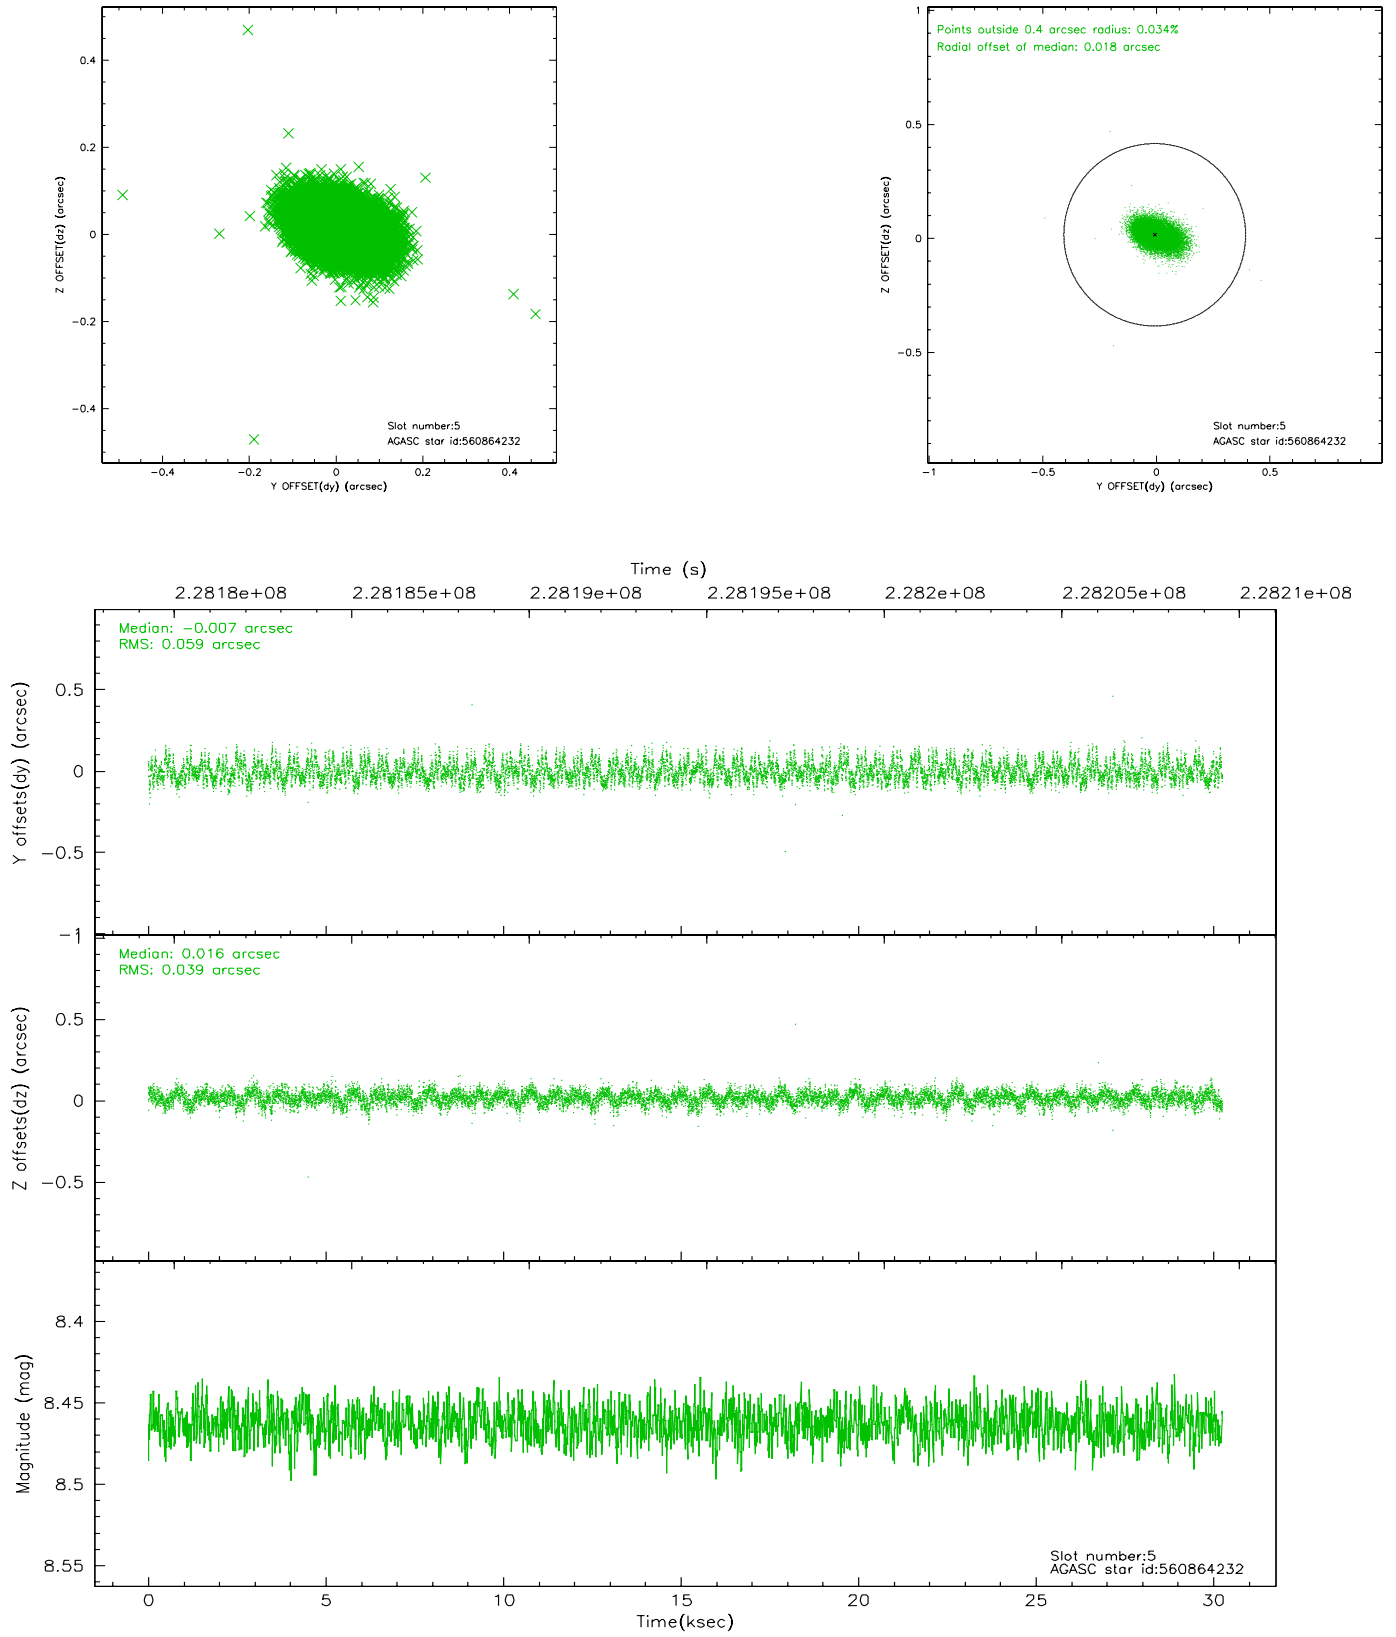 0.4
0.2
0
−0.2
−0.4
Z OFFSET(dz) (arcsec)
Slot number:5
AGASC star id:560864232
−0.4
−0.2
0
0.2
0.4
Y OFFSET(dy) (arcsec)
Points outside 0.4 arcsec radius: 0.034%
Radial offset of median: 0.018 arcsec
1
0.5
0
−0.5
Z OFFSET(dz) (arcsec)
Slot number:5
AGASC star id:560864232
−1
−0.5
0
0.5
Y OFFSET(dy) (arcsec)
Time (s)
2.2818e+08
2.28185e+08
2.2819e+08
2.28195e+08
2.282e+08
2.28205e+08
2.2821e+08
Median: −0.007 arcsec
RMS: 0.059 arcsec
0.5
0
−0.5
−1
Y offsets(dy) (arcsec)
Median: 0.016 arcsec
RMS: 0.039 arcsec
1
0.5
0
−0.5
Z offsets(dz) (arcsec)
8.4
8.45
8.5
8.55
Magnitude (mag)
Slot number:5
AGASC star id:560864232
0
5
10
15
20
25
30
Time(ksec)